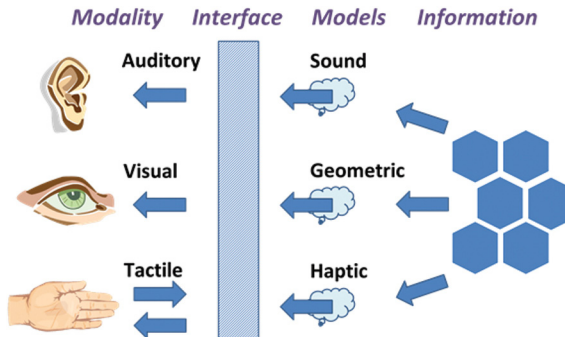 Modality Interface Models Information
Auditory Sound
Visual Geometric
Tactile Haptic